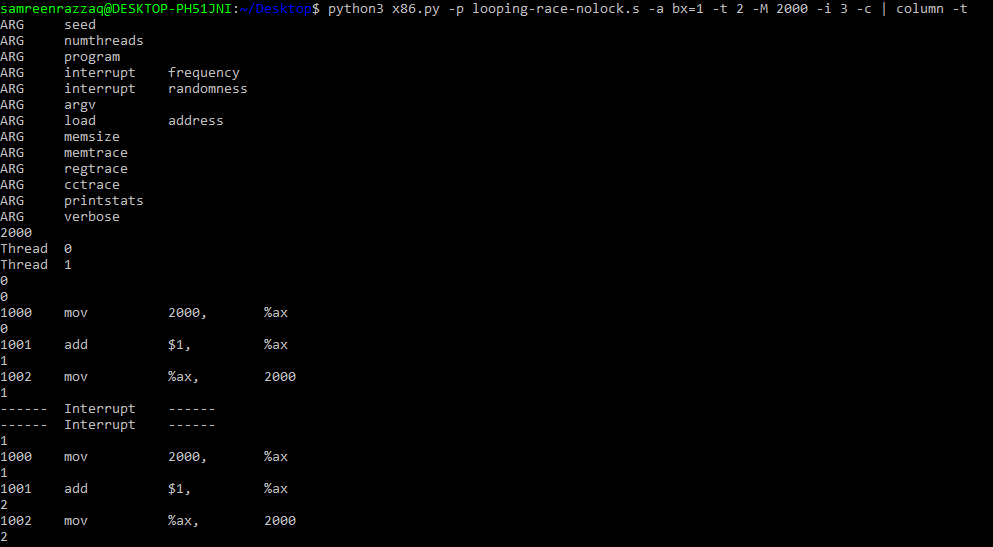 samreenrazzaq@DESKTOP-PH51JNI:~/Desktop$ python3 x86.py -p looping-race-nolock.s -a bx=1 -t 2 -M 2000 -i 3 -c | column -t
ARG seed
ARG numthreads
ARG program
ARG interrupt frequency
ARG interrupt randomness
ARG argv
ARG load address
ARG memsize
ARG memtrace
ARG regtrace
ARG cctrace
ARG printstats
ARG verbose
2000
Thread 0
Thread 1
0
0
1000 mov 2000, %ax
0
1001 add $1, %ax
1
1002 mov %ax, 2000
1
------ Interrupt ------
------ Interrupt ------
1
1000 mov 2000, %ax
1
1001 add $1, %ax
2
1002 mov %ax, 2000
2